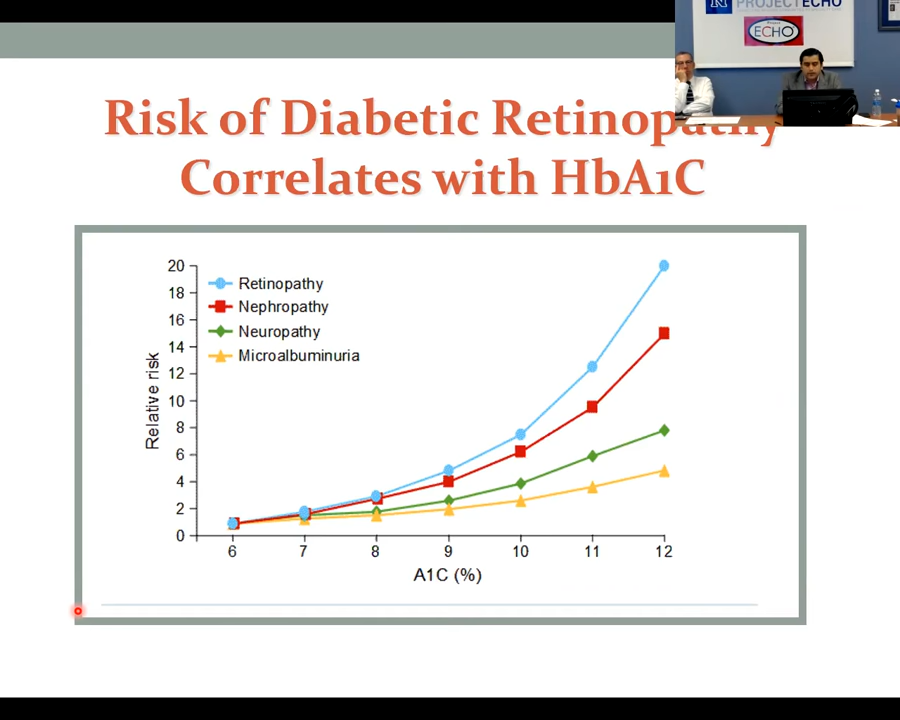 PROJECT ECHO
Project
ECHO
Risk of Diabetic Retinopathy
Correlates with HbA1C
20
18
16
14
12
10
8
6
4
2
0
Retinopathy
Nephropathy
Neuropathy
Microalbuminuria
Relative risk
6 7 8 9 10 11 12
A1C (%)